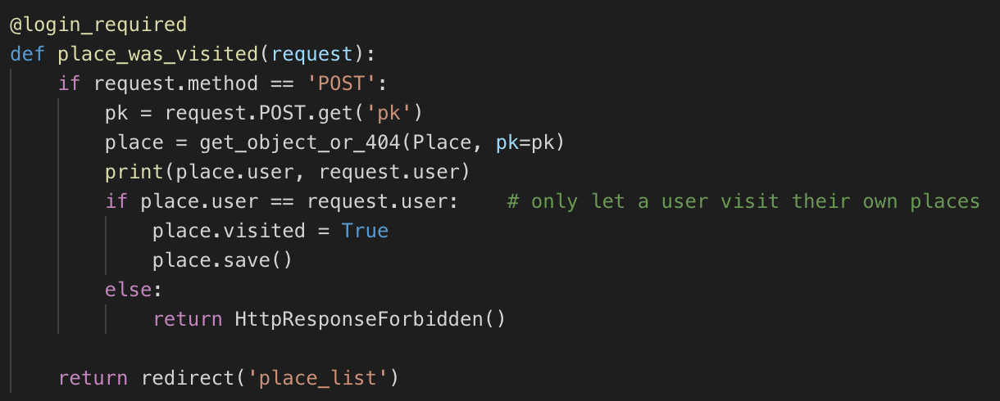 @login_required
def place_was_visited(request):
    if request.method == 'POST':
        pk = request.POST.get('pk')
        place = get_object_or_404(Place, pk=pk)
        print(place.user, request.user)
        if place.user == request.user:    # only let a user visit their own places
            place.visited = True
            place.save()
        else:
            return HttpResponseForbidden()

    return redirect('place_list')